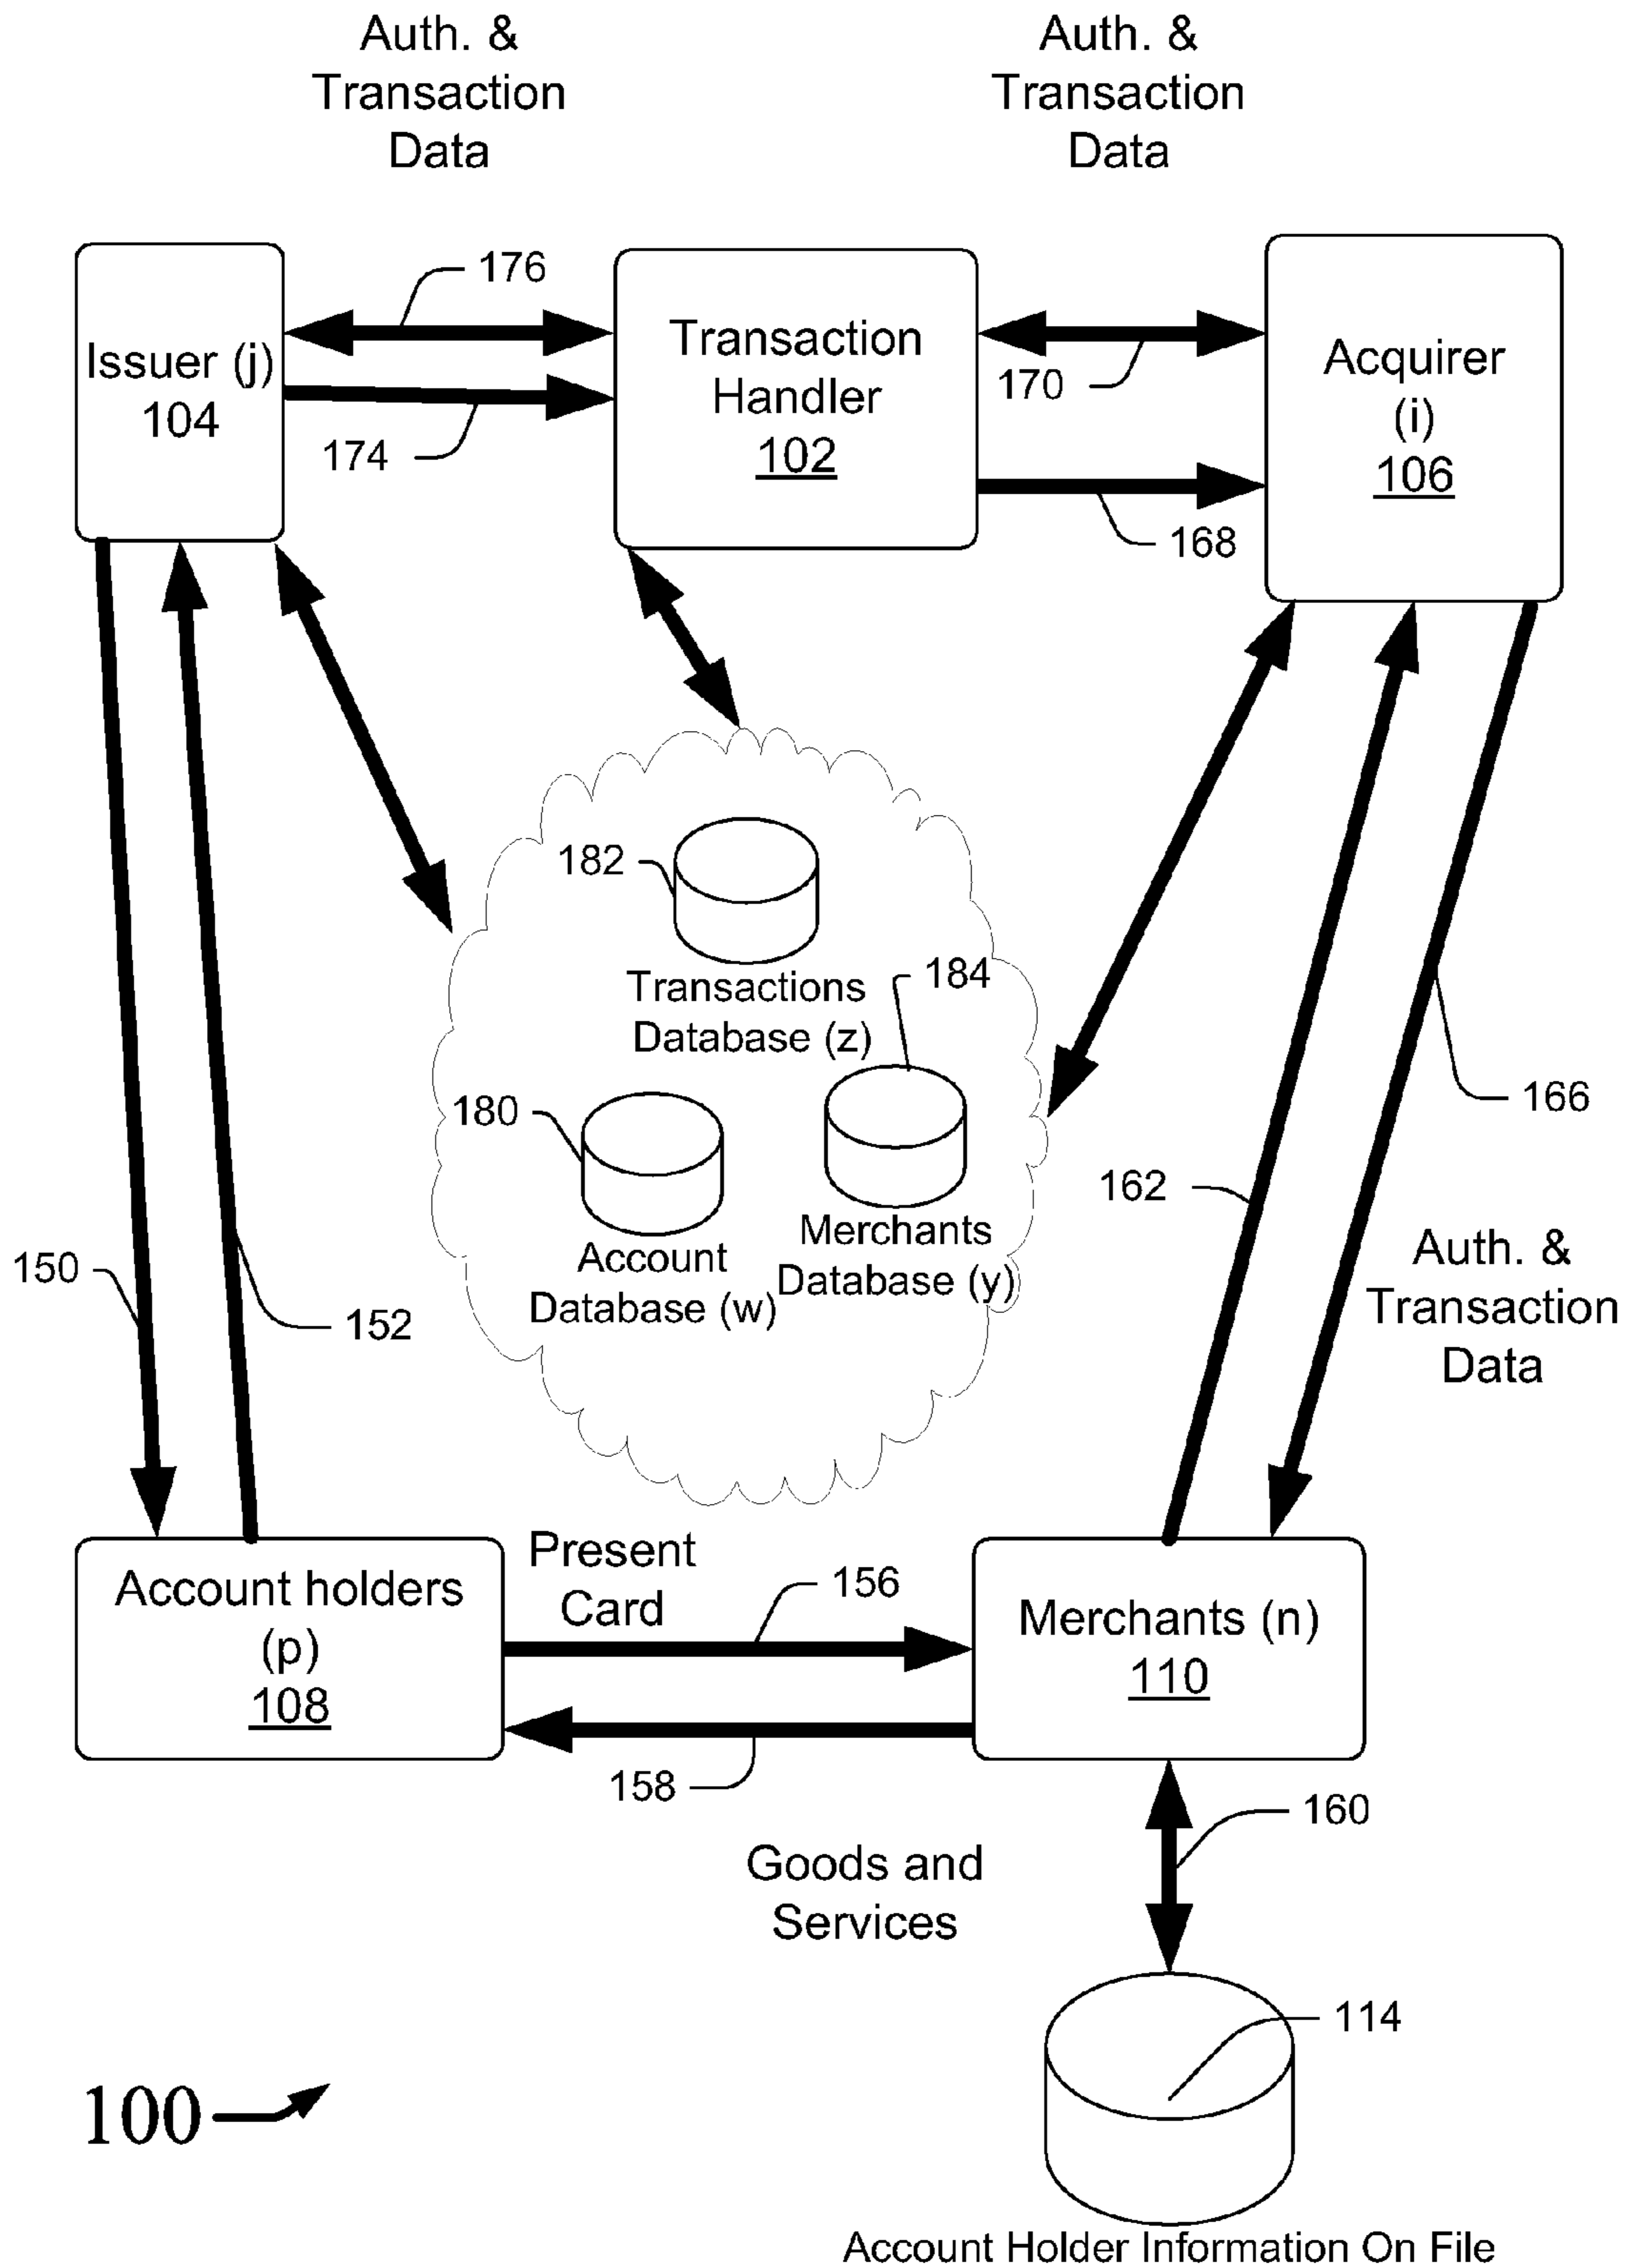 Auth. &
Transaction
Data
Auth. &
Transaction
Data
176
Issuer (j)
104
174
Transaction
Handler
102
170
168
Acquirer
(i)
106
182
Transactions
Database (z)
184
180
Account
Database (w)
Merchants
Database (y)
166
162
Auth. &
Transaction
Data
150
152
Present
Card
156
Account holders
(p)
108
Merchants (n)
110
158
160
Goods and
Services
114
100
Account Holder Information On File